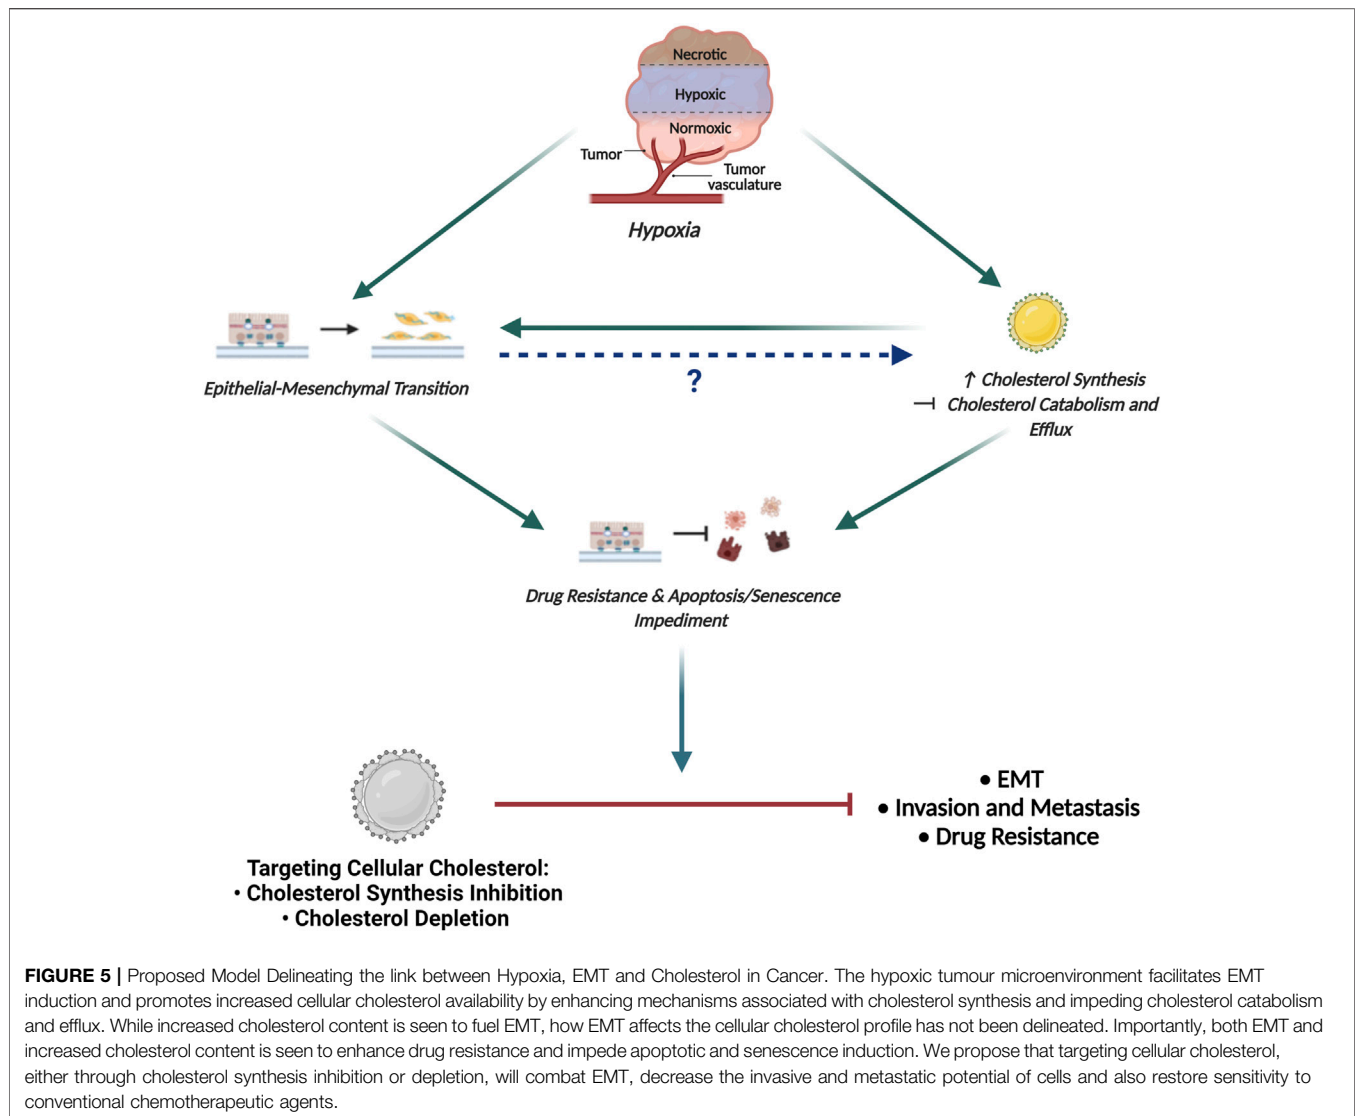 Necrotic
Hypoxic
Normoxic
Tumor
Tumor
vasculature
Hypoxia
Epithelial-Mesenchymal Transition
?
↑ Cholesterol Synthesis
Cholesterol Catabolism and
Efflux
Drug Resistance & Apoptosis/Senescence
Impediment
• EMT
• Invasion and Metastasis
• Drug Resistance
Targeting Cellular Cholesterol:
• Cholesterol Synthesis Inhibition
• Cholesterol Depletion
FIGURE 5 | Proposed Model Delineating the link between Hypoxia, EMT and Cholesterol in Cancer. The hypoxic tumour microenvironment facilitates EMT
induction and promotes increased cellular cholesterol availability by enhancing mechanisms associated with cholesterol synthesis and impeding cholesterol catabolism
and efflux. While increased cholesterol content is seen to fuel EMT, how EMT affects the cellular cholesterol profile has not been delineated. Importantly, both EMT and
increased cholesterol content is seen to enhance drug resistance and impede apoptotic and senescence induction. We propose that targeting cellular cholesterol,
either through cholesterol synthesis inhibition or depletion, will combat EMT, decrease the invasive and metastatic potential of cells and also restore sensitivity to
conventional chemotherapeutic agents.